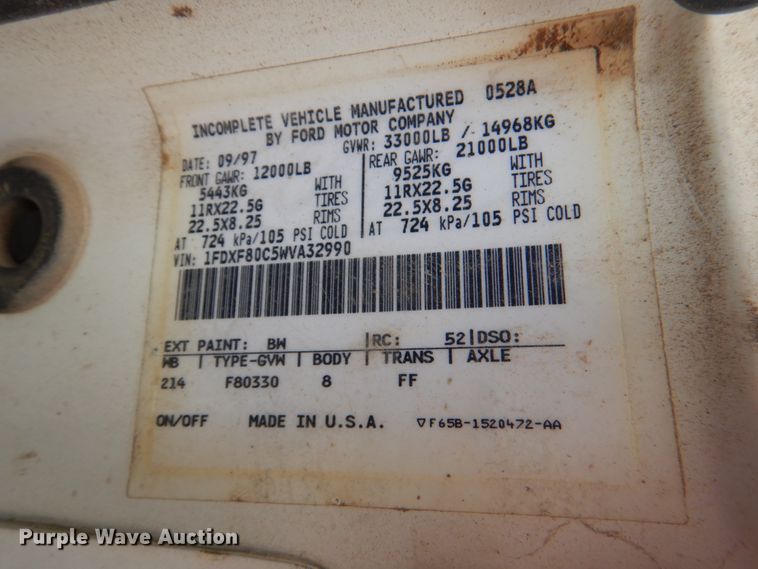 INCOMPLETE VEHICLE MANUFACTURED 0528A
BY FORD MOTOR COMPANY
DATE: 09/97 GVWR: 33000LB / 14968KG
FRONT GAWR: 12000LB REAR GAWR: 21000LB
5443KG WITH 9525KG WITH
11RX22.5G TIRES 11RX22.5G TIRES
22.5X8.25 RIMS 22.5X8.25 RIMS
AT 724 kPa/105 PSI COLD AT 724 kPa/105 PSI COLD
VIN: 1FDXF80C5WVA32990
EXT PAINT: BW |RC: 52|DSO:
WB | TYPE-GVW | BODY | TRANS | AXLE
214 F80330 8 FF
ON/OFF MADE IN U.S.A. ▽F65B-1520472-AA
Purple Wave Auction purplewave.com